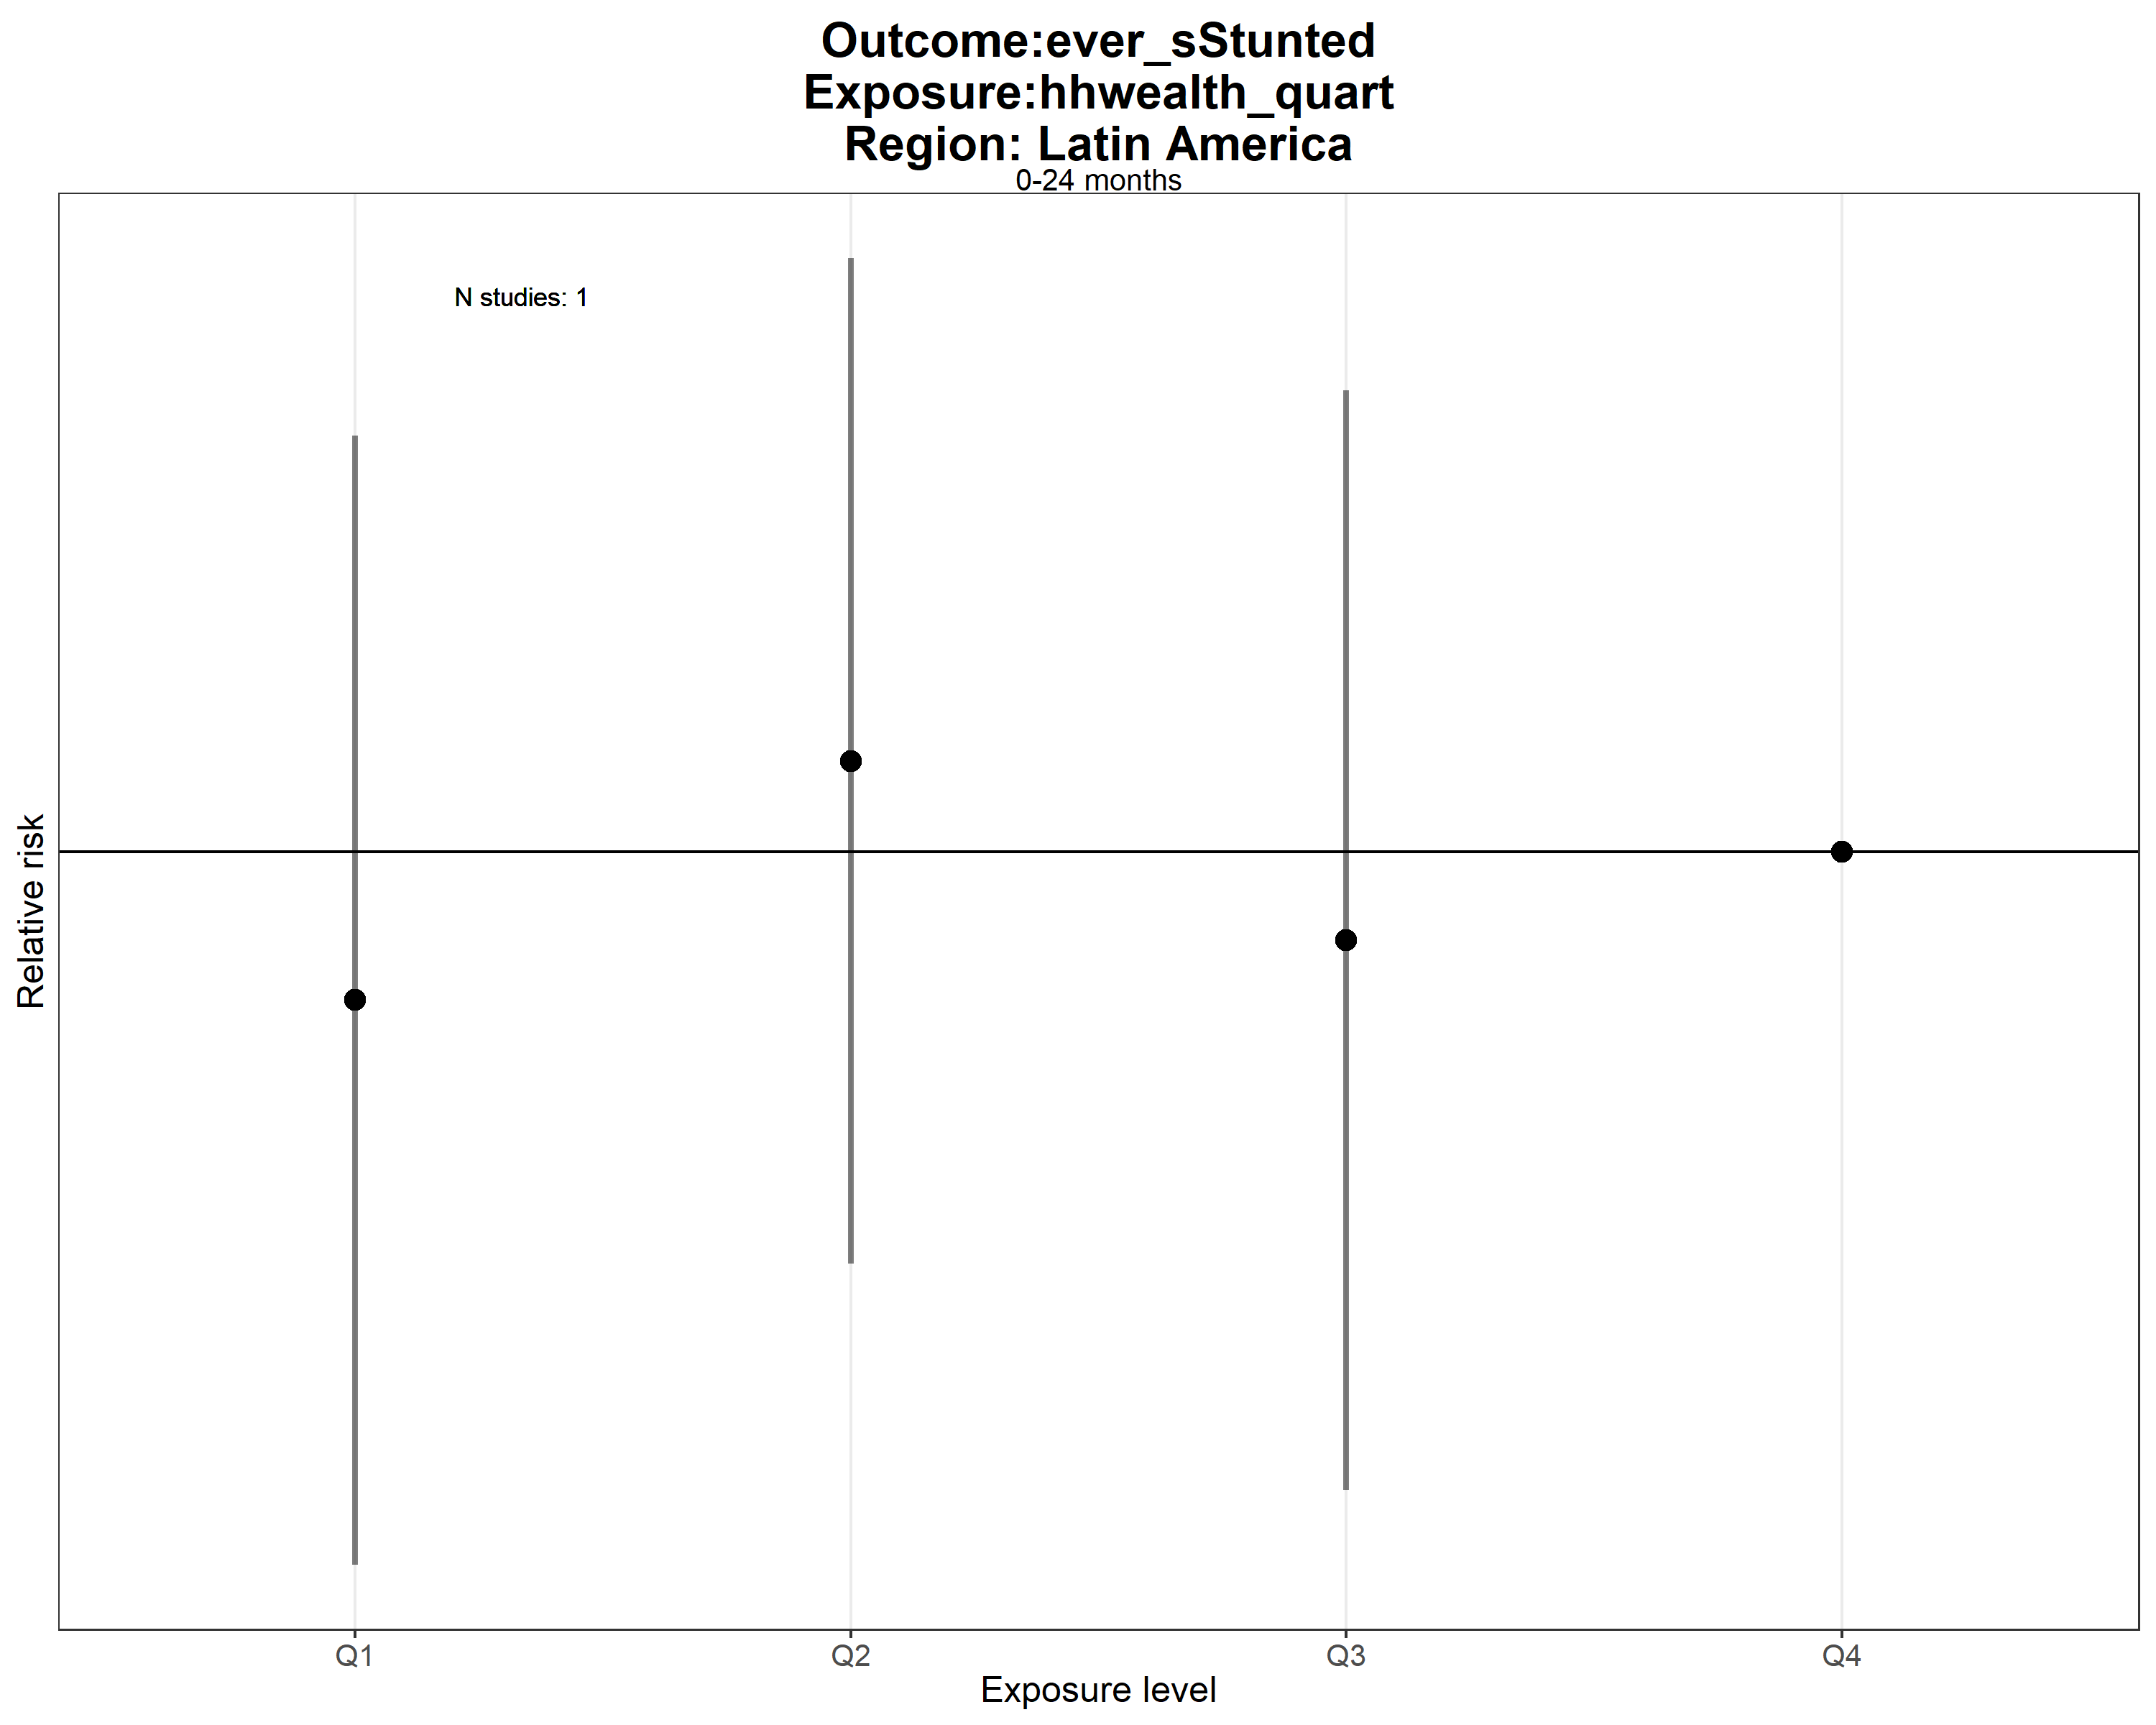 Outcome:ever_sStunted
Exposure:hhwealth_quart
Region: Latin America
0-24 months
N studies: 1
Relative risk
Q1 Q2 Q3 Q4
Exposure level